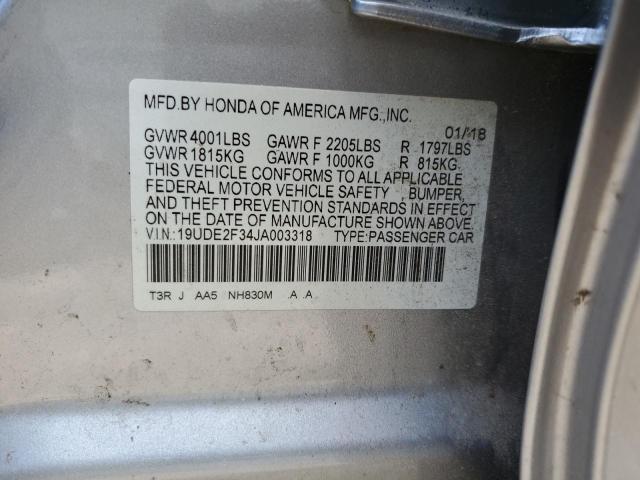 MFD.BY HONDA OF AMERICA MFG.,INC.
01/18
GVWR 4001LBS GAWR F 2205LBS R 1797LBS
GVWR 1815KG GAWR F 1000KG R 815KG
THIS VEHICLE CONFORMS TO ALL APPLICABLE
FEDERAL MOTOR VEHICLE SAFETY , BUMPER,
AND THEFT PREVENTION STANDARDS IN EFFECT
ON THE DATE OF MANUFACTURE SHOWN ABOVE.
V.I.N.:19UDE2F34JA003318 TYPE:PASSENGER CAR
T3R J AA5 NH830M .A .A